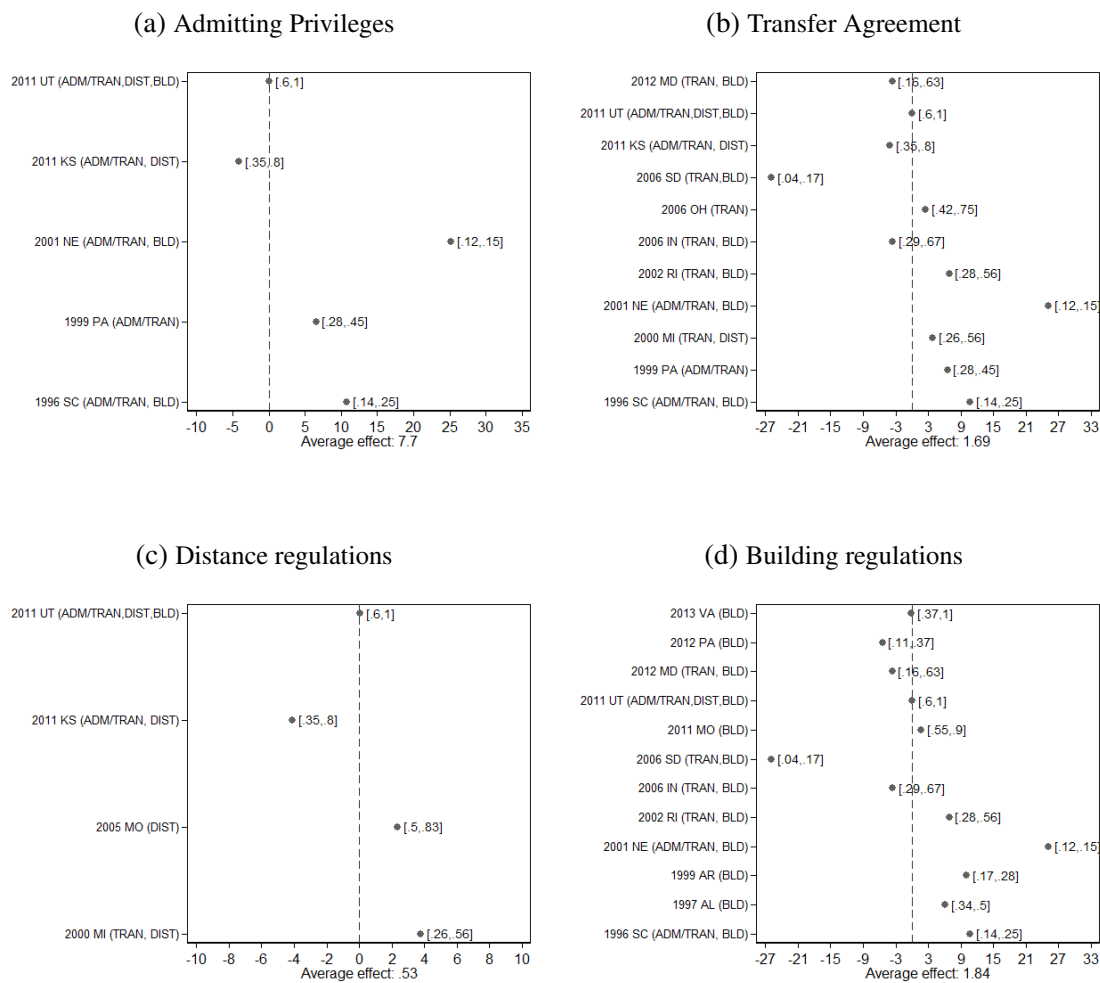 (a) Admitting Privileges
2011 UT (ADM/TRAN,DIST,BLD)
[.6,1]
2011 KS (ADM/TRAN, DIST)
[.35,.8]
2001 NE (ADM/TRAN, BLD)
[.12,.15]
1999 PA (ADM/TRAN)
[.28,.45]
1996 SC (ADM/TRAN, BLD)
[.14,.25]
-10 -5 0 5 10 15 20 25 30 35
Average effect: 7.7
(b) Transfer Agreement
2012 MD (TRAN, BLD)
[.16,.63]
2011 UT (ADM/TRAN,DIST,BLD)
[.6,1]
2011 KS (ADM/TRAN, DIST)
[.35,.8]
2006 SD (TRAN,BLD)
[.04,.17]
2006 OH (TRAN)
[.42,.75]
2006 IN (TRAN, BLD)
[.29,.67]
2002 RI (TRAN, BLD)
[.28,.56]
2001 NE (ADM/TRAN, BLD)
[.12,.15]
2000 MI (TRAN, DIST)
[.26,.56]
1999 PA (ADM/TRAN)
[.28,.45]
1996 SC (ADM/TRAN, BLD)
[.14,.25]
-27 -21 -15 -9 -3 3 9 15 21 27 33
Average effect: 1.69
(c) Distance regulations
2011 UT (ADM/TRAN,DIST,BLD)
[.6,1]
2011 KS (ADM/TRAN, DIST)
[.35,.8]
2005 MO (DIST)
[.5,.83]
2000 MI (TRAN, DIST)
[.26,.56]
-10 -8 -6 -4 -2 0 2 4 6 8 10
Average effect: .53
(d) Building regulations
2013 VA (BLD)
[.37,1]
2012 PA (BLD)
[.11,.37]
2012 MD (TRAN, BLD)
[.16,.63]
2011 UT (ADM/TRAN,DIST,BLD)
[.6,1]
2011 MO (BLD)
[.55,.9]
2006 SD (TRAN,BLD)
[.04,.17]
2006 IN (TRAN, BLD)
[.29,.67]
2002 RI (TRAN, BLD)
[.28,.56]
2001 NE (ADM/TRAN, BLD)
[.12,.15]
1999 AR (BLD)
[.17,.28]
1997 AL (BLD)
[.34,.5]
1996 SC (ADM/TRAN, BLD)
[.14,.25]
-27 -21 -15 -9 -3 3 9 15 21 27 33
Average effect: 1.84